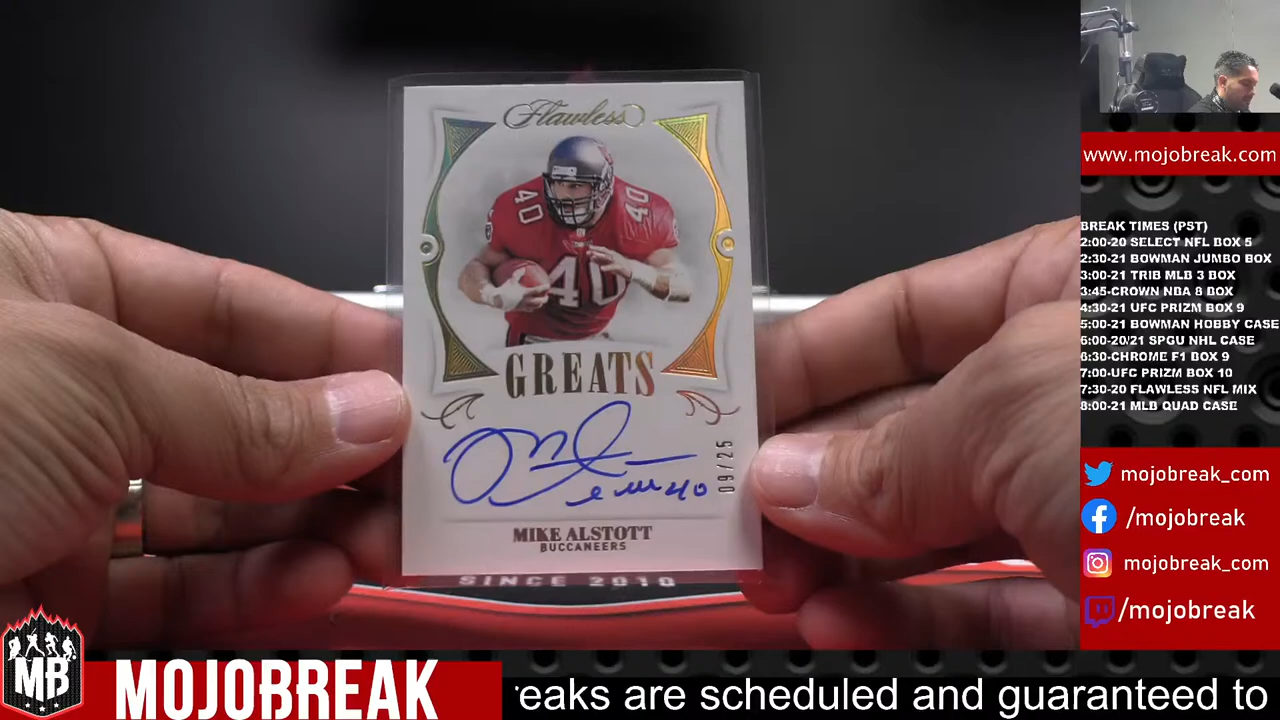 Flawless
40
40
40
GREATS
40
09/25
MIKE ALSTOTT
BUCCANEERS
SINCE 2010
www.mojobreak.com
BREAK TIMES (PST)
2:00-20 SELECT NFL BOX 5
2:30-21 BOWMAN JUMBO BOX
3:00-21 TRIB MLB 3 BOX
3:45-CROWN NBA 8 BOX
4:30-21 UFC PRIZM BOX 9
5:00-21 BOWMAN HOBBY CASE
6:00-20/21 SPGU NHL CASE
6:30-CHROME F1 BOX 9
7:00-UFC PRIZM BOX 10
7:30-20 FLAWLESS NFL MIX
8:00-21 MLB QUAD CASE
mojobreak_com
/mojobreak
mojobreak_com
/mojobreak
MB
MOJOBREAK
reaks are scheduled and guaranteed to